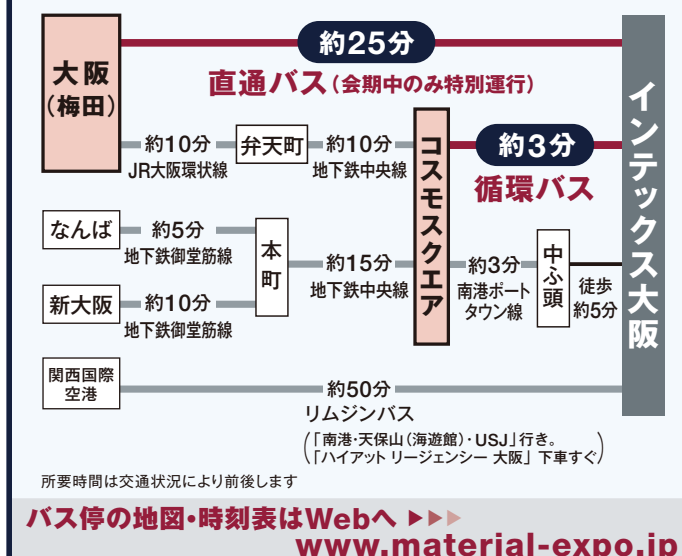 約25分
大阪
(梅田)
直通バス(会期中のみ特別運行)
約10分
JR大阪環状線
弁天町
約10分
地下鉄中央線
コスモスクエア
約3分
循環バス
インテックス大阪
なんば
約5分
地下鉄御堂筋線
本町
約15分
地下鉄中央線
約3分
南港ポート
タウン線
中ふ頭
徒歩
約5分
新大阪
約10分
地下鉄御堂筋線
関西国際
空港
約50分
リムジンバス
(「南港・天保山(海遊館)・USJ」行き。
「ハイアット リージェンシー 大阪」 下車すぐ)
所要時間は交通状況により前後します
バス停の地図・時刻表はWebへ ▶▶▶
www.material-expo.jp